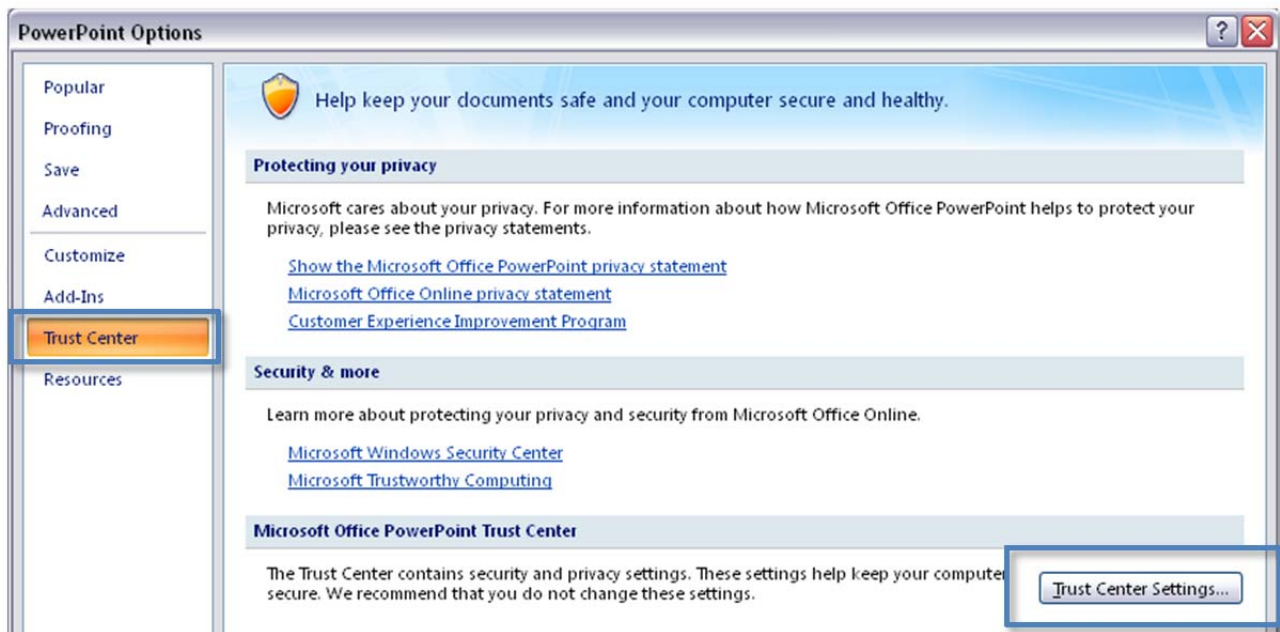 PowerPoint Options
?
Popular
Proofing
Save
Advanced
Customize
Add-Ins
Trust Center
Resources
Help keep your documents safe and your computer secure and healthy.
Protecting your privacy
Microsoft cares about your privacy. For more information about how Microsoft Office PowerPoint helps to protect your
privacy, please see the privacy statements.
Show the Microsoft Office PowerPoint privacy statement
Microsoft Office Online privacy statement
Customer Experience Improvement Program
Security & more
Learn more about protecting your privacy and security from Microsoft Office Online.
Microsoft Windows Security Center
Microsoft Trustworthy Computing
Microsoft Office PowerPoint Trust Center
The Trust Center contains security and privacy settings. These settings help keep your computer
secure. We recommend that you do not change these settings.
Trust Center Settings...